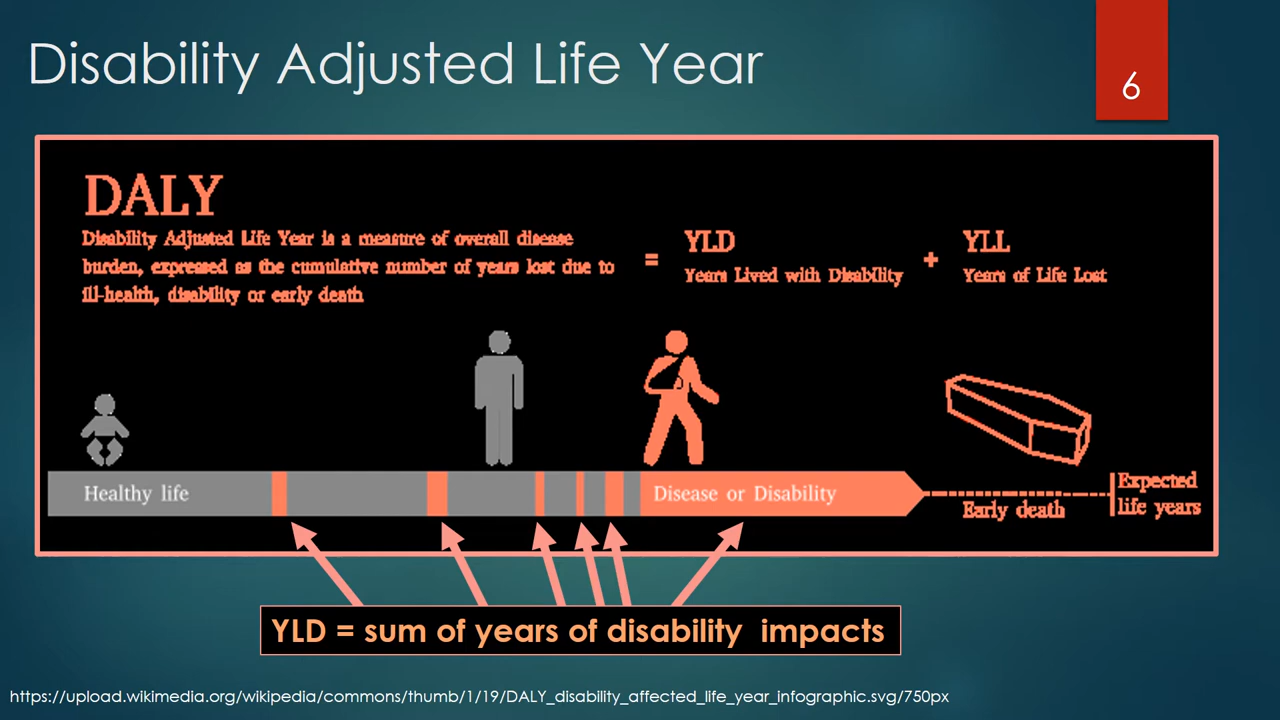 Disability Adjusted Life Year
6
DALY
Disability Adjusted Life Year is a measure of overall disease
burden, expressed as the cumulative number of years lost due to
ill-health, disability or early death
=
YLD
Years Lived with Disability
+
YLL
Years of Life Lost
Healthy life
Disease or Disability
Early death
Expected
life years
YLD = sum of years of disability impacts
https://upload.wikimedia.org/wikipedia/commons/thumb/1/19/DALY_disability_affected_life_year_infographic.svg/750px